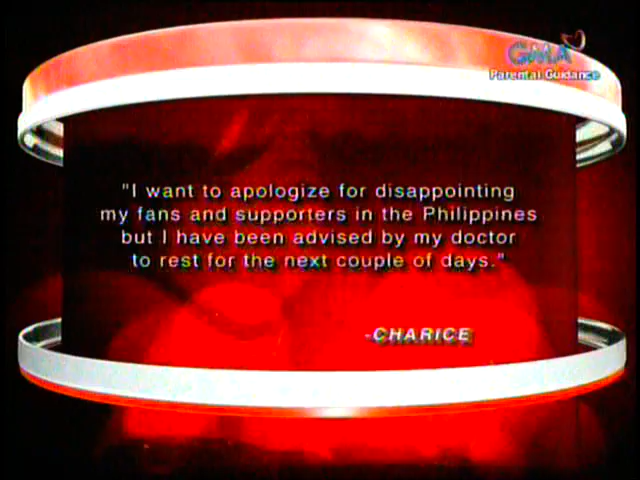 GMA
Parental Guidance
"I want to apologize for disappointing
my fans and supporters in the Philippines
but I have been advised by my doctor
to rest for the next couple of days."
-CHARICE